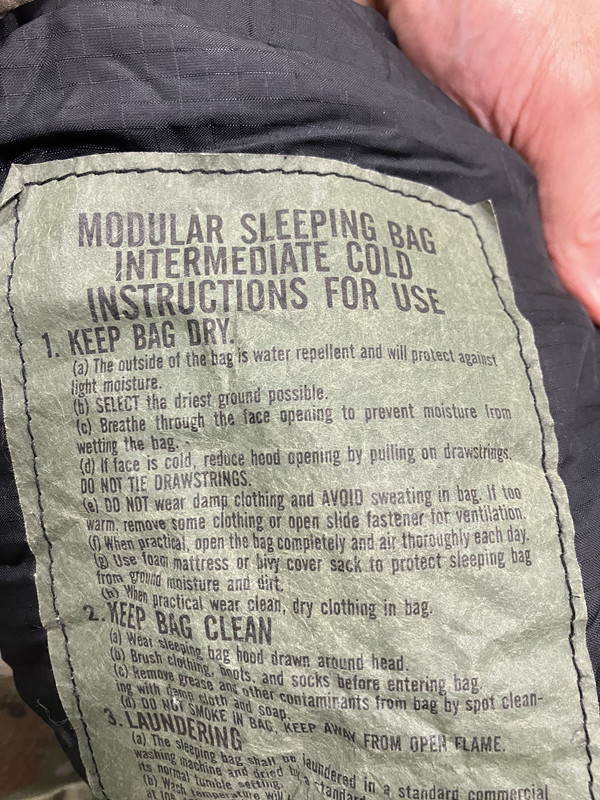 MODULAR SLEEPING BAG
INTERMEDIATE COLD
INSTRUCTIONS FOR USE
1. KEEP BAG DRY.
(a) The outside of the bag is water repellent and will protect against
light moisture.
(b) SELECT the driest ground possible.
(c) Breathe through the face opening to prevent moisture from
wetting the bag.
(d) If face is cold, reduce hood opening by pulling on drawstrings.
DO NOT TIE DRAWSTRINGS.
(e) DO NOT wear damp clothing and AVOID sweating in bag. If too
warm, remove some clothing or open slide fastener for ventilation.
(f) When practical, open the bag completely and air thoroughly each day.
(g) Use foam mattress or bivy cover sack to protect sleeping bag
from ground moisture and dirt.
(h) When practical wear clean, dry clothing in bag.
2. KEEP BAG CLEAN
(a) Wear sleeping bag hood drawn around head.
(b) Brush clothing, boots, and socks before entering bag.
(c) Remove grease and other contaminants from bag by spot clean-
ing with damp cloth and soap.
(d) DO NOT SMOKE IN BAG, KEEP AWAY FROM OPEN FLAME.
3. LAUNDERING
(a) The sleeping bag shall be laundered in a standard commercial
washing machine and dried by a standard
its normal tumble setting.
(b) Wash temperature will
at